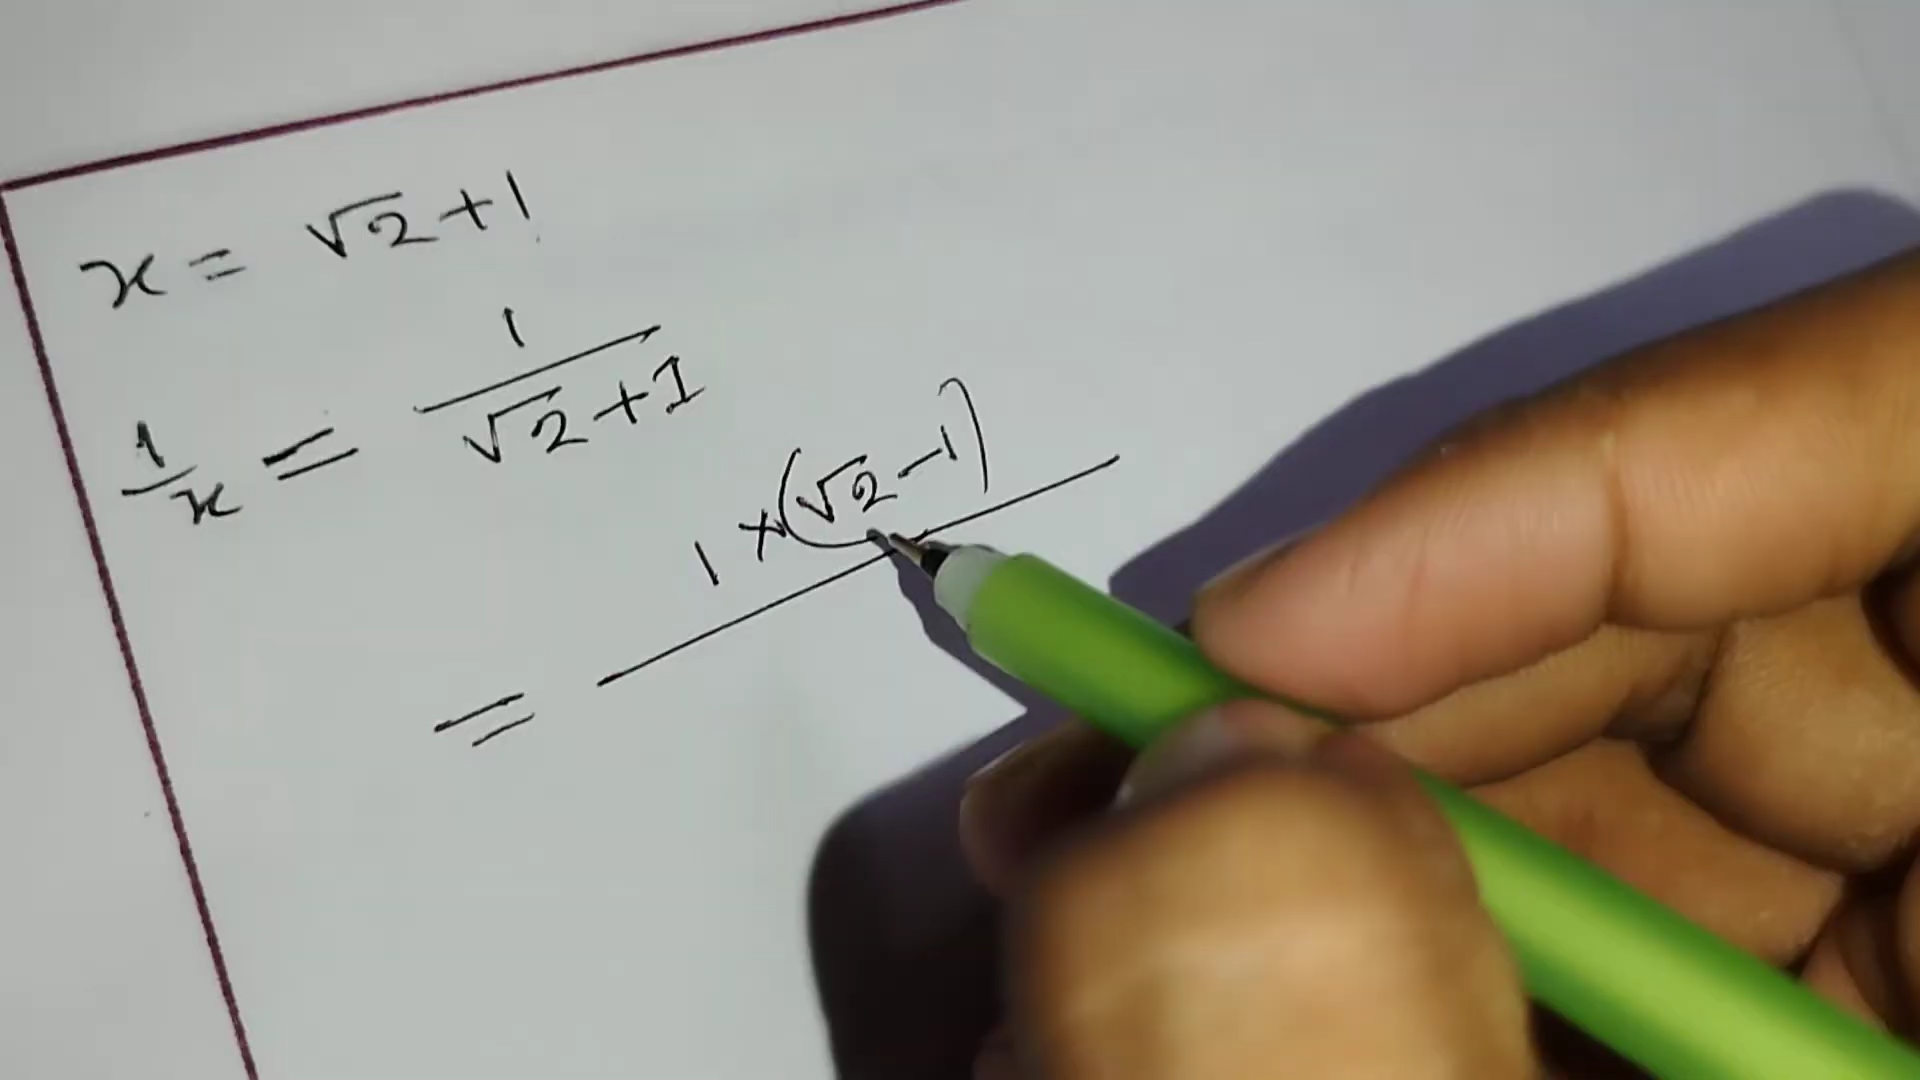 x = √2 + 1
1/x = 1/(√2 + 1)
= 1 × (√2 - 1)